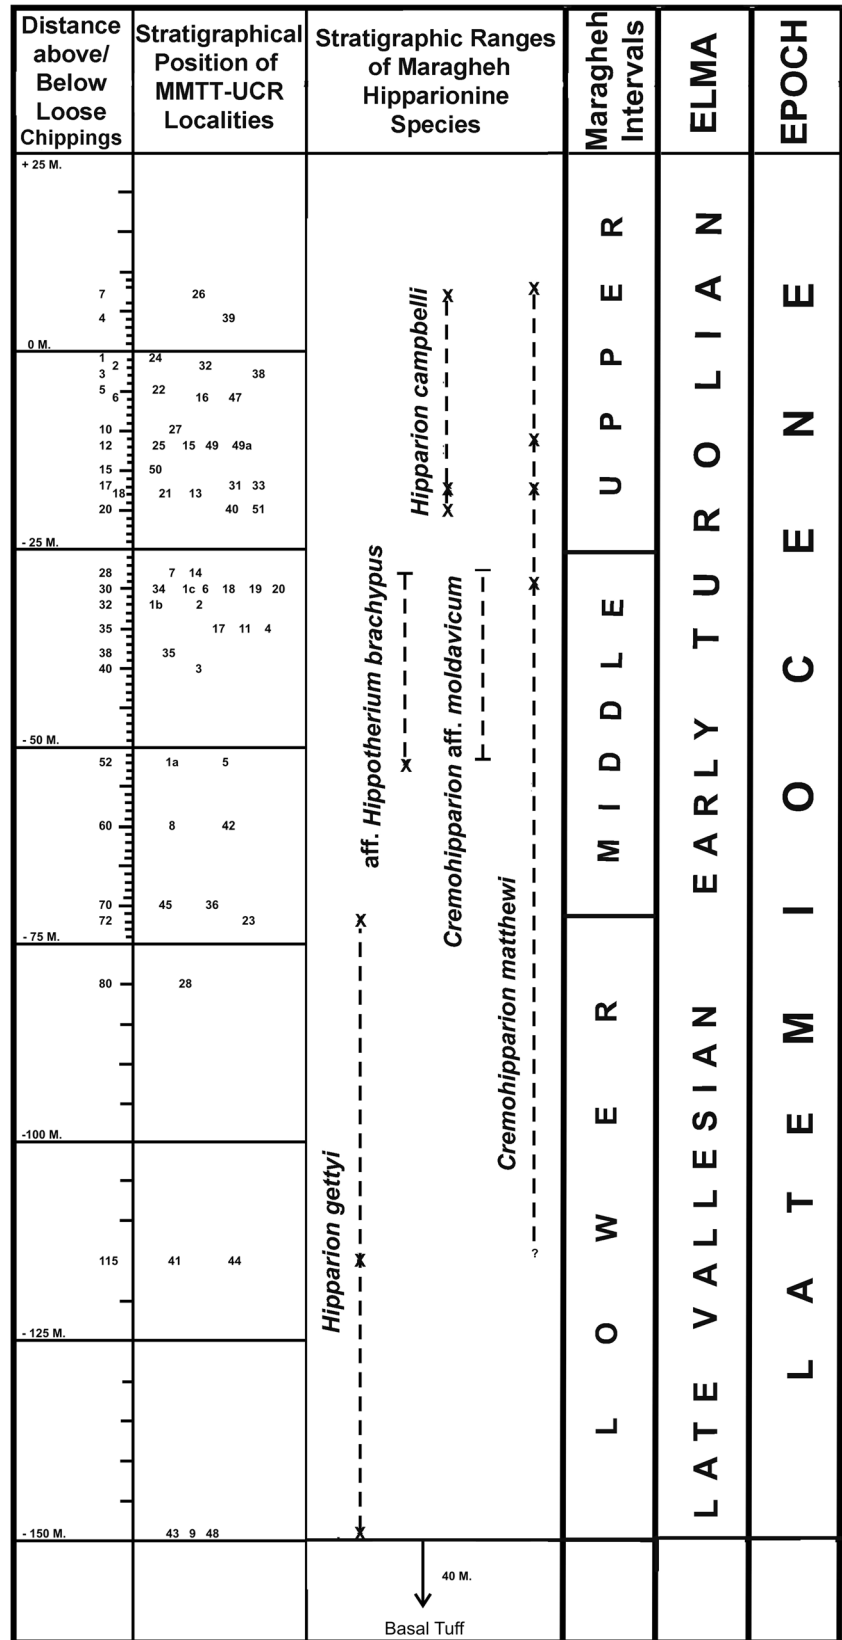 Distance
above/
Below
Loose
Chippings
Stratigraphical
Position of
MMTT-UCR
Localities
Stratigraphic Ranges
of Maragheh
Hipparionine
Species
Maragheh
Intervals
ELMA
EPOCH
+ 25 M.
7 26
4 39
0 M.
1 24
2 32
3 38
5 22
6 16 47
10 27
12 25 15 49 49a
15 50
17 31 33
18 21 13
20 40 51
- 25 M.
28 7 14
30 34 1c 6 18 19 20
32 1b 2
35 17 11 4
38 35
40 3
- 50 M.
52 1a 5
60 8 42
70 45 36
72 23
- 75 M.
80 28
-100 M.
115 41 44
- 125 M.
- 150 M. 43 9 48
Hipparion gettyi
X
X
X
aff. Hippotherium brachypus
X
Hipparion campbelli
X
X
X
Cremohipparion aff. moldavicum
Cremohipparion matthewi
X
X
X
X
?
40 M.
Basal Tuff
UPPER
MIDDLE
LOWER
EARLY TUROLIAN
LATE VALLESIAN
LATE MIOCENE